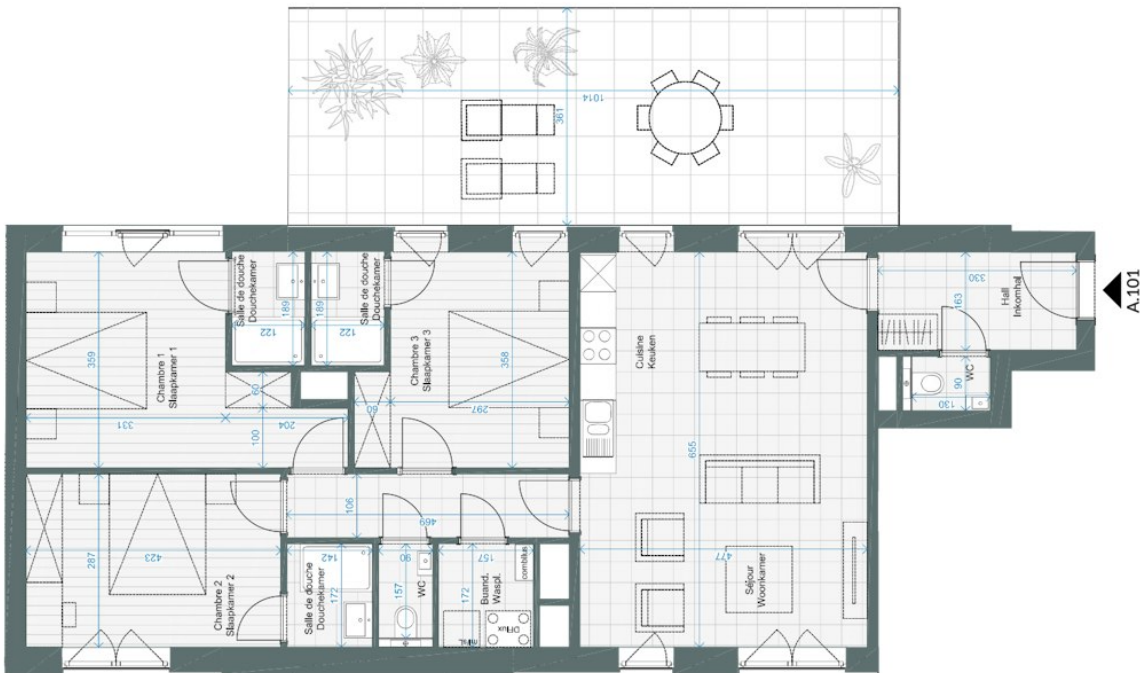 1014
361
A.101
330
163
Hall
Inkomhal
WC
90
130
Cuisine
Keuken
655
477
Séjour
Woonkamer
Salle de douche
Douchekamer
189
122
Salle de douche
Douchekamer
189
122
Chambre 1
Slaapkamer 1
359
331
60
100
204
Chambre 3
Slaapkamer 3
358
297
60
106
469
Chambre 2
Slaapkamer 2
287
423
Salle de douche
Douchekamer
142
172
WC
90
157
Buand.
Waspl.
157
172
combilus
DFlux